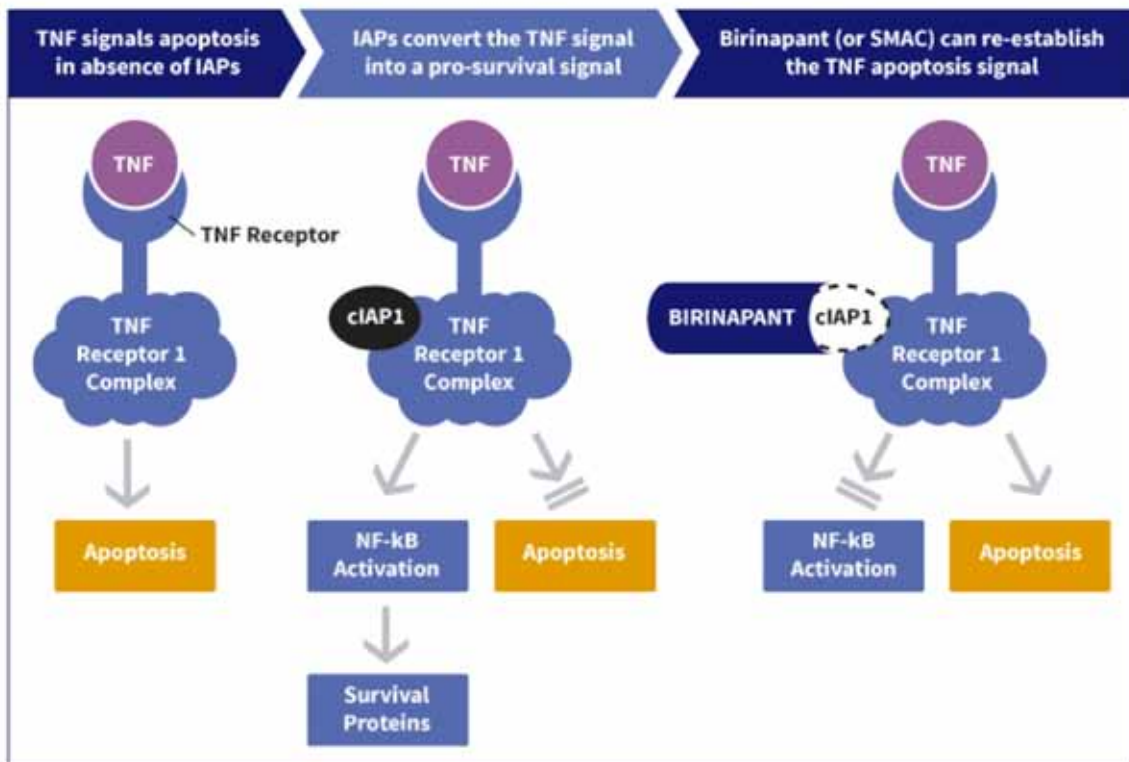 TNF signals apoptosis
in absence of IAPs
IAPs convert the TNF signal
into a pro-survival signal
Birinapant (or SMAC) can re-establish
the TNF apoptosis signal
TNF
TNF Receptor
TNF
Receptor 1
Complex
Apoptosis
TNF
cIAP1
TNF
Receptor 1
Complex
NF-kB
Activation
Apoptosis
Survival
Proteins
TNF
BIRINAPANT
cIAP1
TNF
Receptor 1
Complex
NF-kB
Activation
Apoptosis